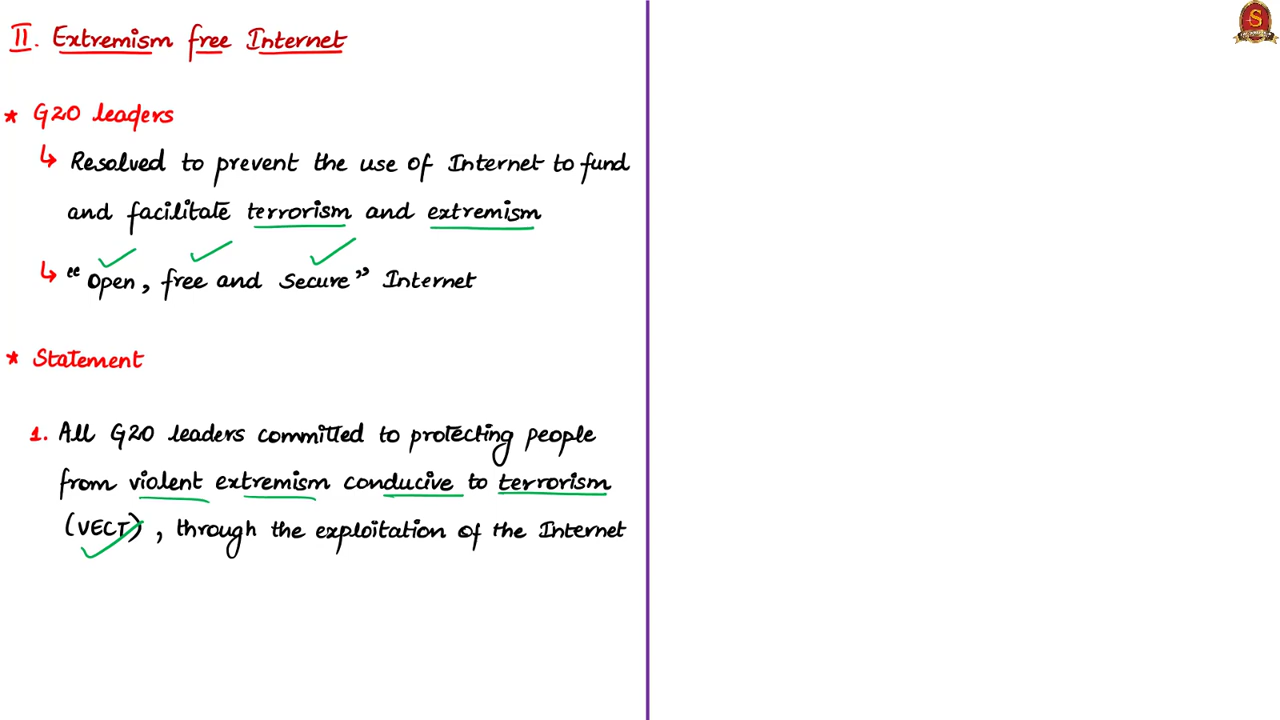 II. Extremism free Internet
* G20 leaders
↳ Resolved to prevent the use of Internet to fund
and facilitate terrorism and extremism
↳ "Open, free and Secure" Internet
* Statement
1. All G20 leaders committed to protecting people
from violent extremism conducive to terrorism
(VECT), through the exploitation of the Internet
S